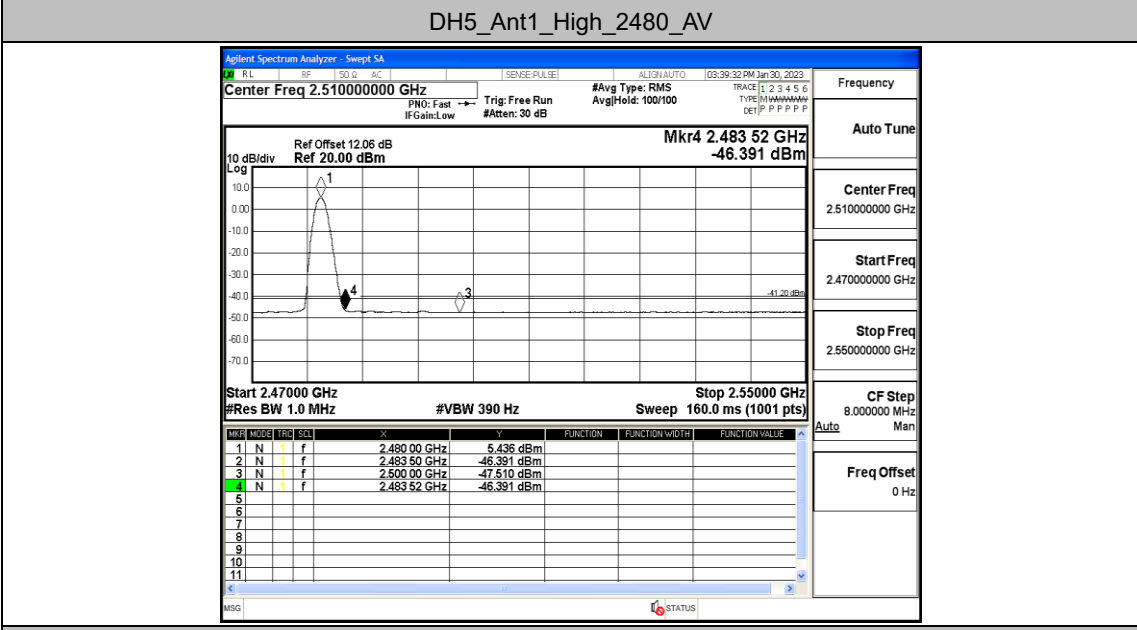 DH5_Ant1_High_2480_AV
Agilent Spectrum Analyzer - Swept SA
RL RF 50 Ω AC SENSE:PULSE ALIGNAUTO 03:39:32 PM Jan 30, 2023
Center Freq 2.510000000 GHz
PNO: Fast
IFGain:Low
Trig: Free Run
#Atten: 30 dB
#Avg Type: RMS
Avg|Hold: 100/100
TRACE 1 2 3 4 5 6
TYPE M WWWWW
DET P P P P P P
Frequency
Auto Tune
Center Freq
2.510000000 GHz
Start Freq
2.470000000 GHz
Stop Freq
2.550000000 GHz
CF Step
8.000000 MHz
Auto Man
Freq Offset
0 Hz
Mkr4 2.483 52 GHz
-46.391 dBm
Ref Offset 12.06 dB
10 dB/div Ref 20.00 dBm
Log
10.0
0.00
-10.0
-20.0
-30.0
-40.0
-50.0
-60.0
-70.0
1
4
3
-41.20 dBm
Start 2.47000 GHz Stop 2.55000 GHz
#Res BW 1.0 MHz #VBW 390 Hz Sweep 160.0 ms (1001 pts)
MKR MODE TRC SCL X Y FUNCTION FUNCTION WIDTH FUNCTION VALUE
1 N 1 f 2.480 00 GHz 5.436 dBm
2 N 1 f 2.483 50 GHz -46.391 dBm
3 N 1 f 2.500 00 GHz -47.510 dBm
4 N 1 f 2.483 52 GHz -46.391 dBm
5
6
7
8
9
10
11
MSG STATUS